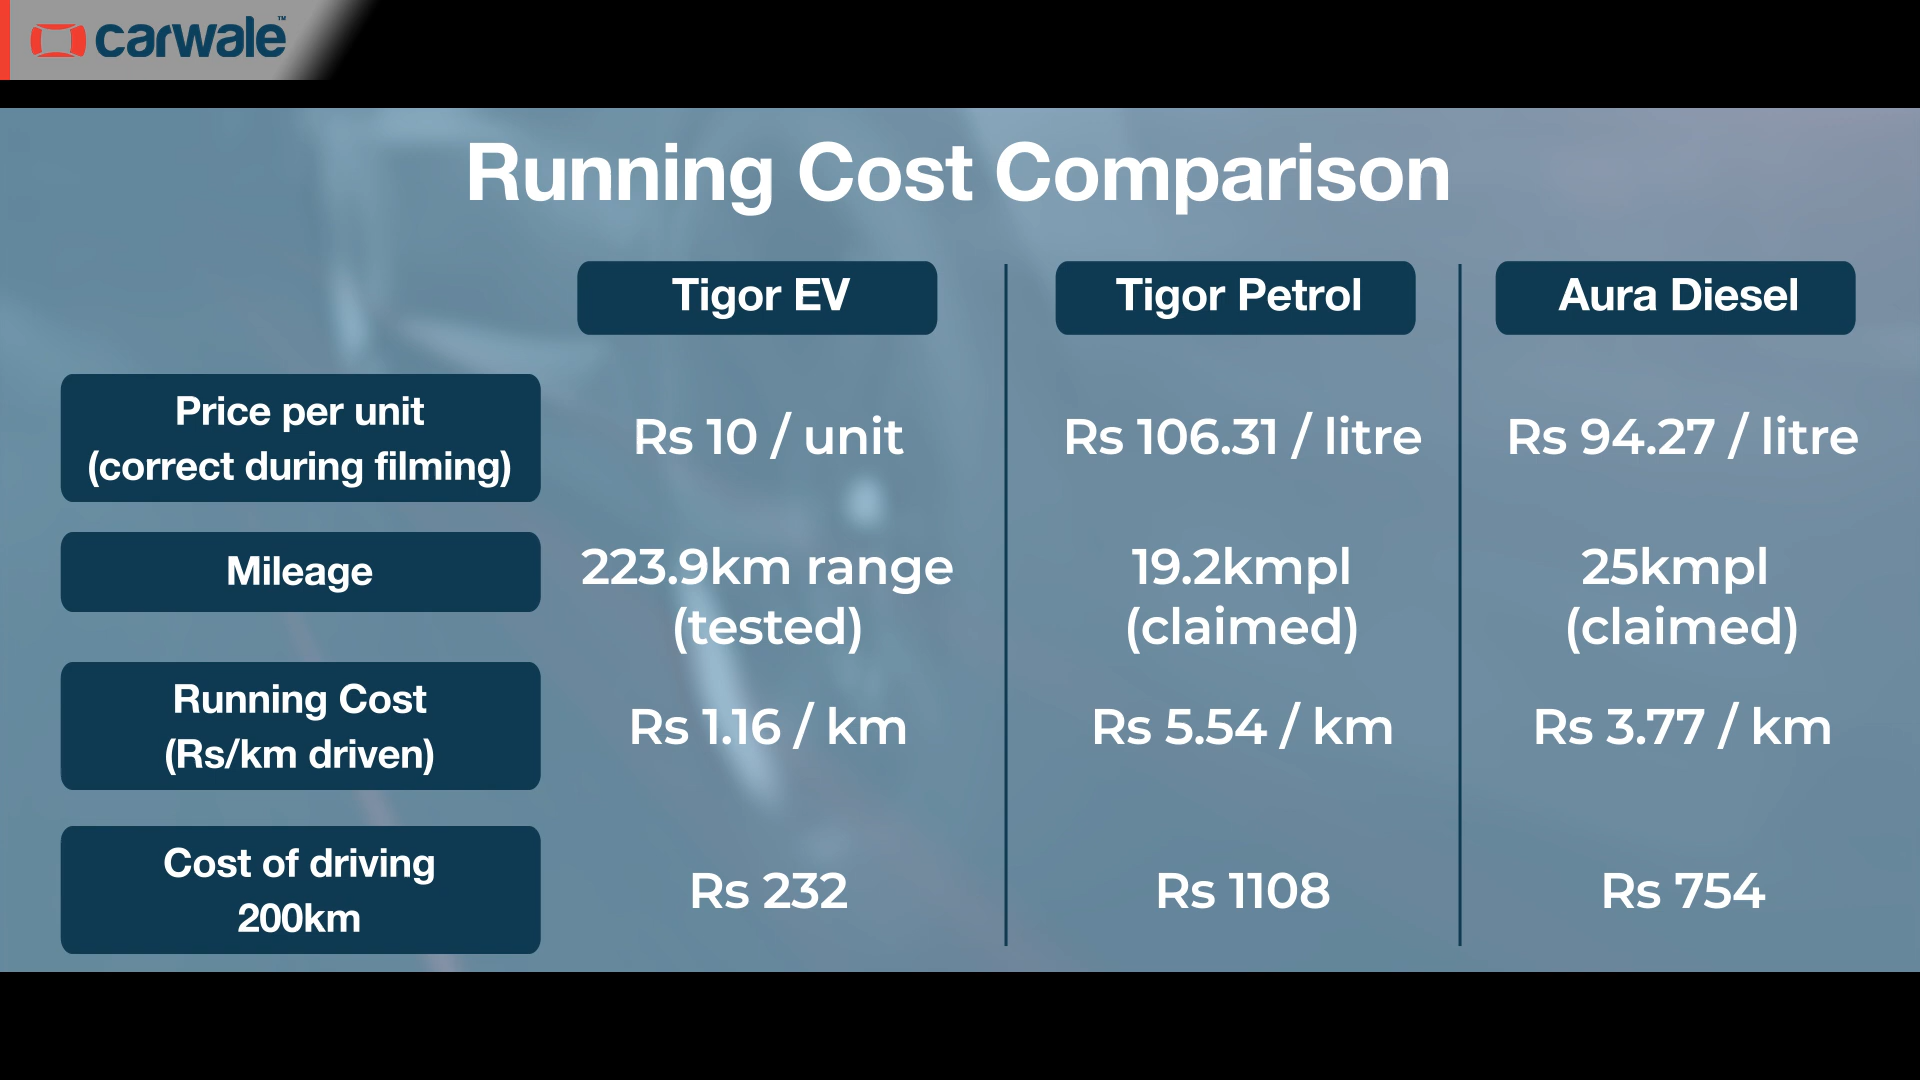 carwale™
Running Cost Comparison
Tigor EV
Tigor Petrol
Aura Diesel
Price per unit
(correct during filming)
Rs 10 / unit
Rs 106.31 / litre
Rs 94.27 / litre
Mileage
223.9km range
(tested)
19.2kmpl
(claimed)
25kmpl
(claimed)
Running Cost
(Rs/km driven)
Rs 1.16 / km
Rs 5.54 / km
Rs 3.77 / km
Cost of driving
200km
Rs 232
Rs 1108
Rs 754